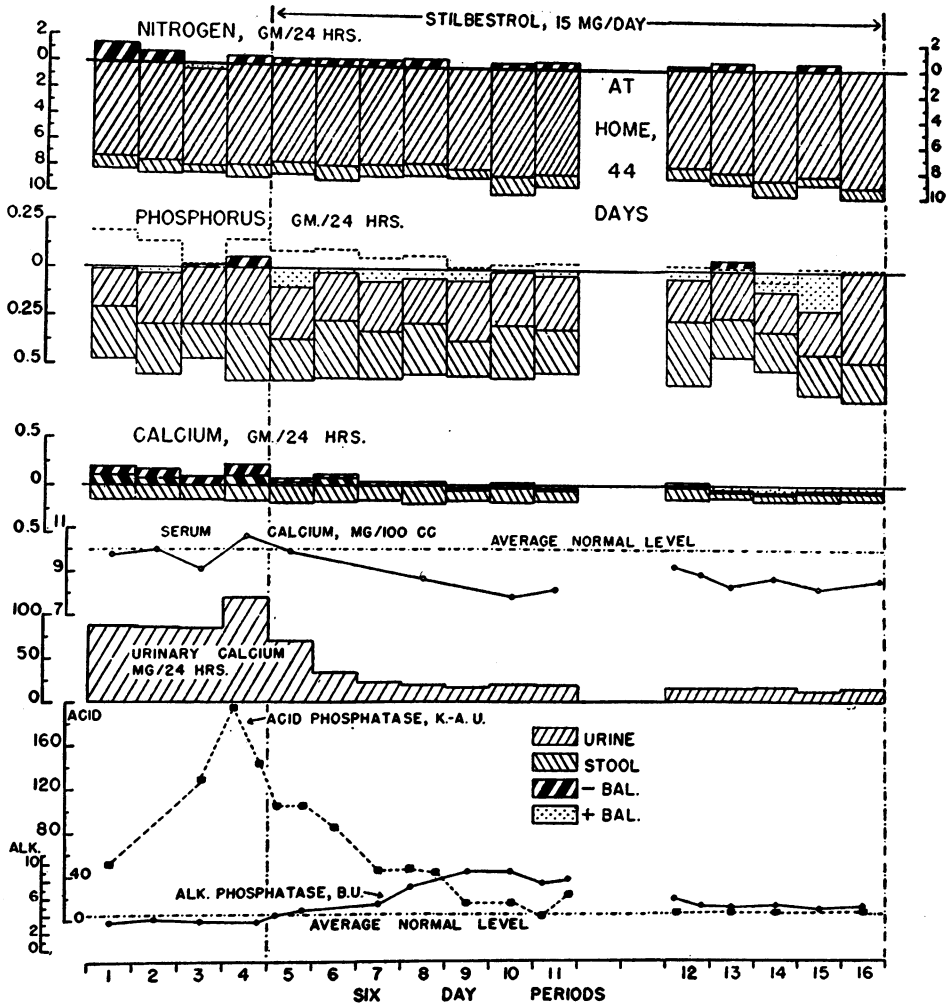 STILBESTROL, 15 MG/DAY
NITROGEN, GM/24 HRS.
2
0
2
4
6
8
10
2
0
2
4
6
8
10
AT
HOME,
44
DAYS
PHOSPHORUS GM./24 HRS.
0.25
0
0.25
0.5
CALCIUM, GM./24 HRS.
0.5
0
0.5
SERUM CALCIUM, MG/100 CC
AVERAGE NORMAL LEVEL
11
9
7
URINARY CALCIUM
MG/24 HRS.
100
50
0
ACID
160
120
80
40
0
ACID PHOSPHATASE, K.-A.U.
URINE
STOOL
- BAL.
+ BAL.
ALK.
10
6
2
0
ALK. PHOSPHATASE, B.U.
AVERAGE NORMAL LEVEL
1 2 3 4 5 6 7 8 9 10 11 12 13 14 15 16
SIX DAY PERIODS